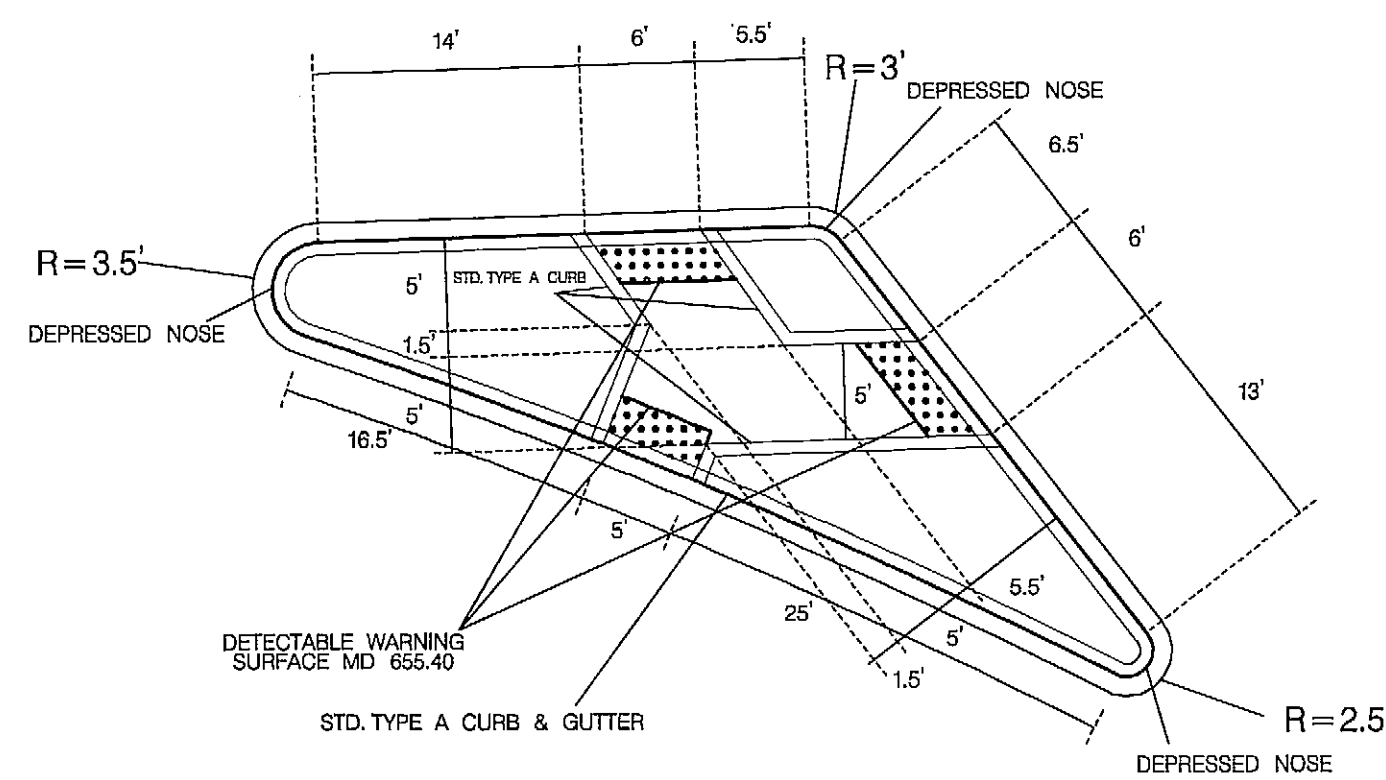 14'
6'
5.5'
R=3'
DEPRESSED NOSE
6.5'
6'
13'
R=3.5'
DEPRESSED NOSE
5'
STD. TYPE A CURB
1.5'
5'
16.5'
5'
5'
25'
5.5'
5'
1.5'
DETECTABLE WARNING
SURFACE MD 655.40
STD. TYPE A CURB & GUTTER
R=2.5
DEPRESSED NOSE